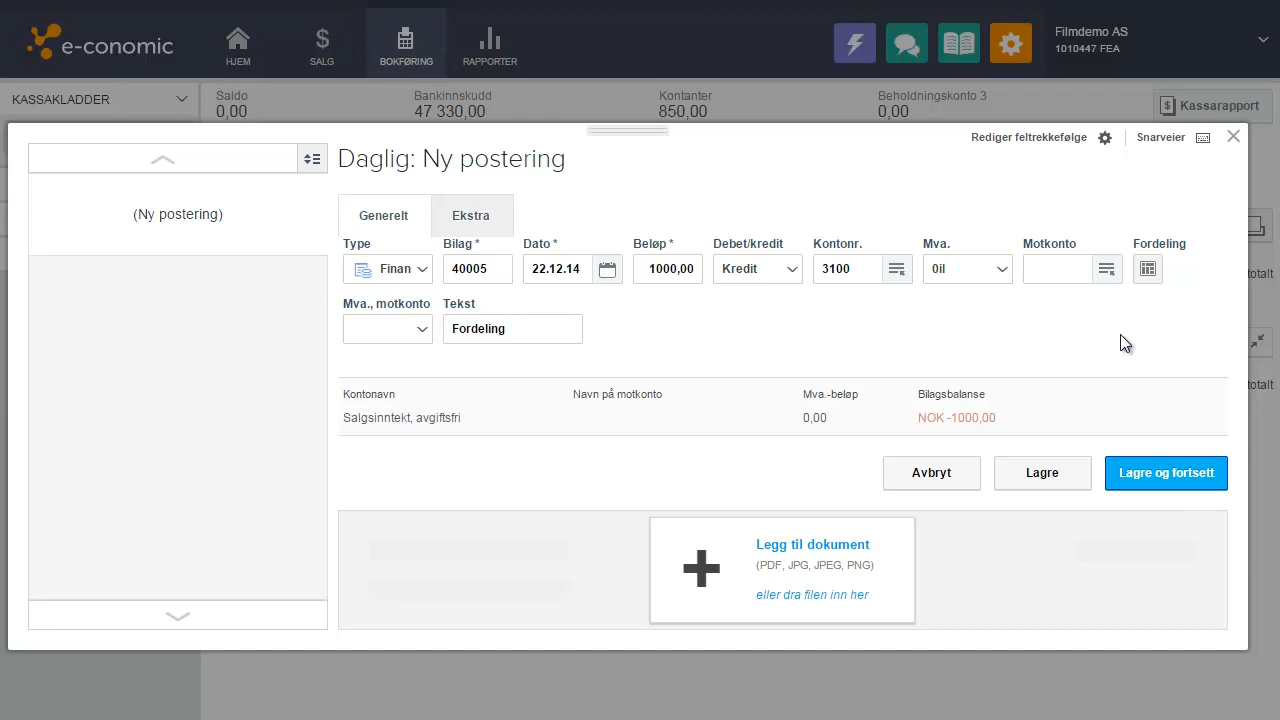 e-conomic
HJEM
SALG
BOKFØRING
RAPPORTER
Filmdemo AS
1010447 FEA
KASSAKLADDER
Saldo
0,00
Bankinnskudd
47 330,00
Kontanter
850,00
Beholdningskonto 3
0,00
Kassarapport
Rediger feltrekkefølge
Snarveier
Daglig: Ny postering
(Ny postering)
Generelt
Ekstra
Type
Bilag *
Dato *
Beløp *
Debet/kredit
Kontonr.
Mva.
Motkonto
Fordeling
Finan
40005
22.12.14
1000,00
Kredit
3100
0il
Mva., motkonto
Tekst
Fordeling
totalt
totalt
Kontonavn
Navn på motkonto
Mva.-beløp
Bilagsbalanse
Salgsinntekt, avgiftsfri
0,00
NOK -1000,00
Avbryt
Lagre
Lagre og fortsett
Legg til dokument
(PDF, JPG, JPEG, PNG)
eller dra filen inn her